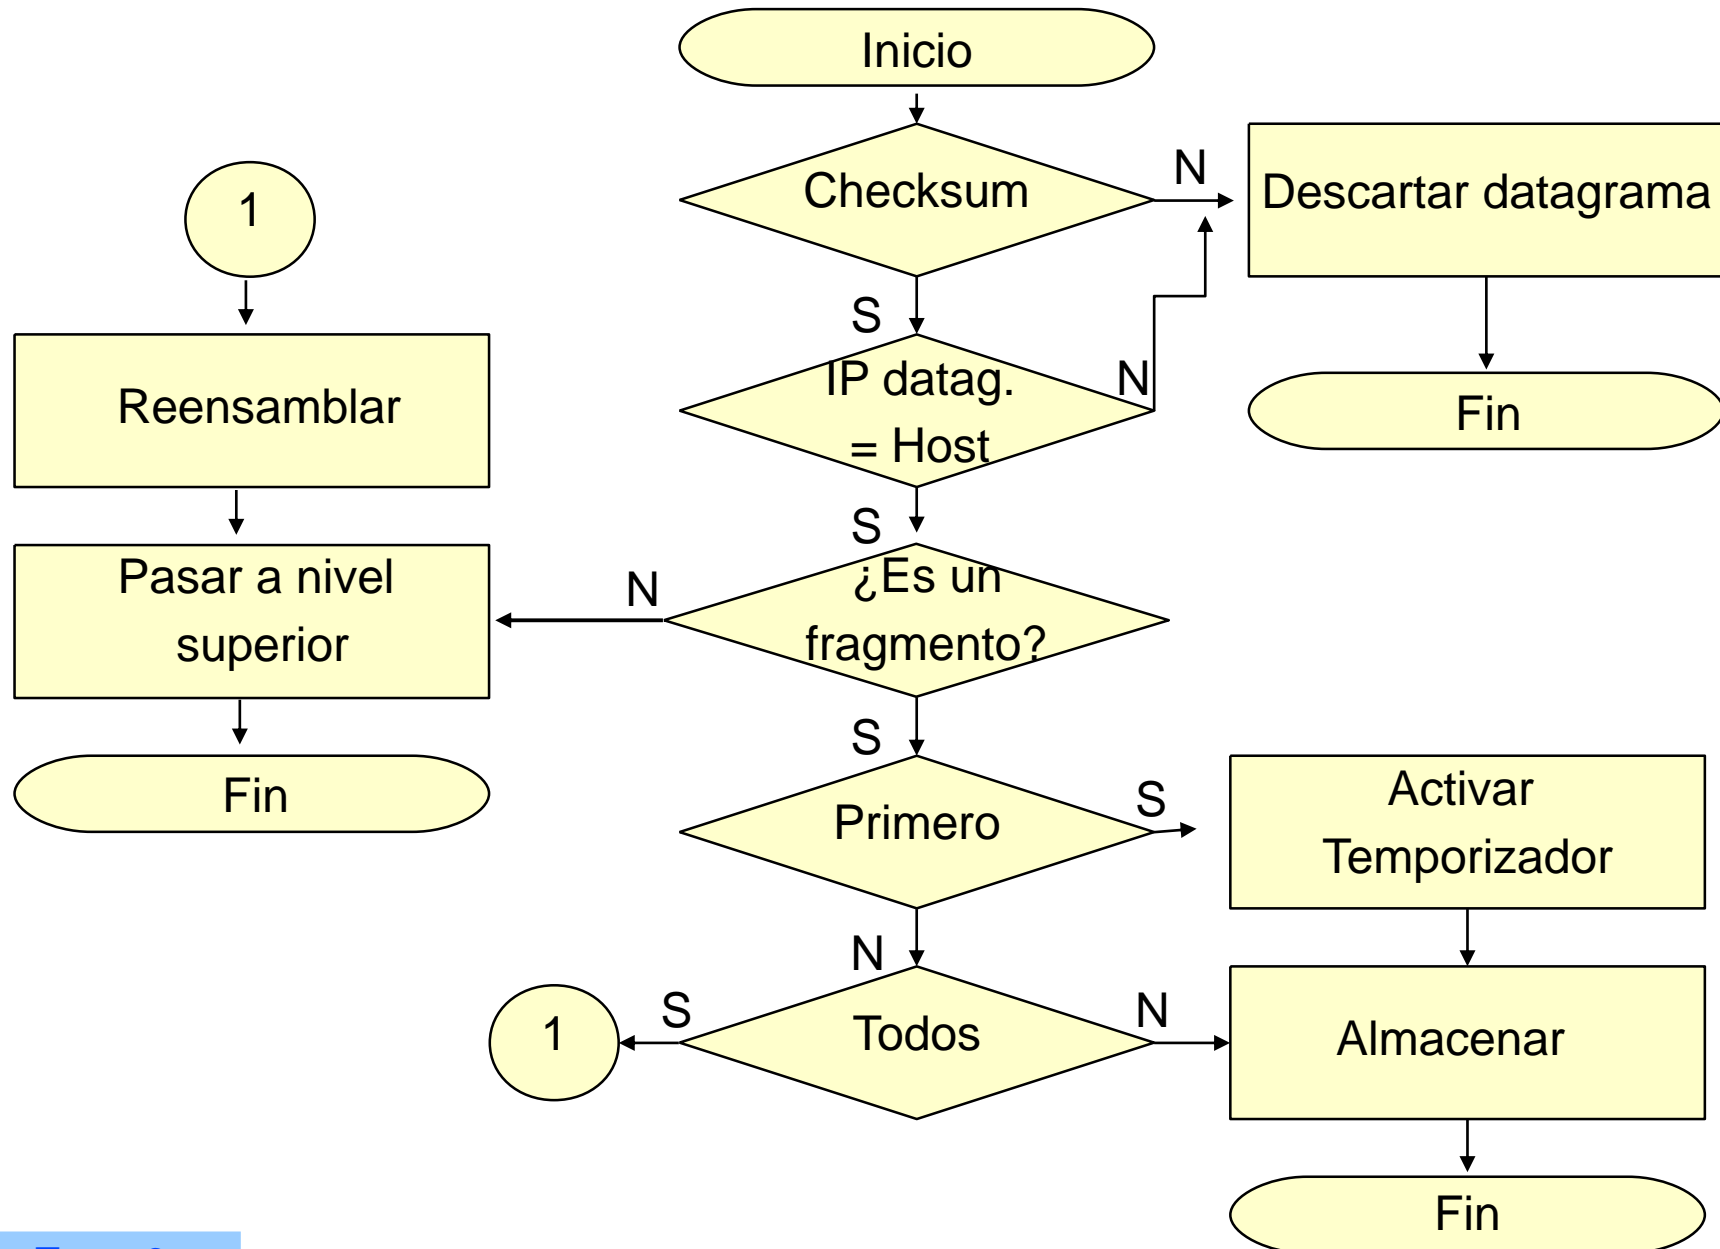 Inicio
Checksum
N
Descartar datagrama
1
S
IP datag.
= Host
N
Reensamblar
Fin
S
¿Es un
fragmento?
N
Pasar a nivel
superior
S
Fin
Primero
S
Activar
Temporizador
N
1
S
Todos
N
Almacenar
Fin